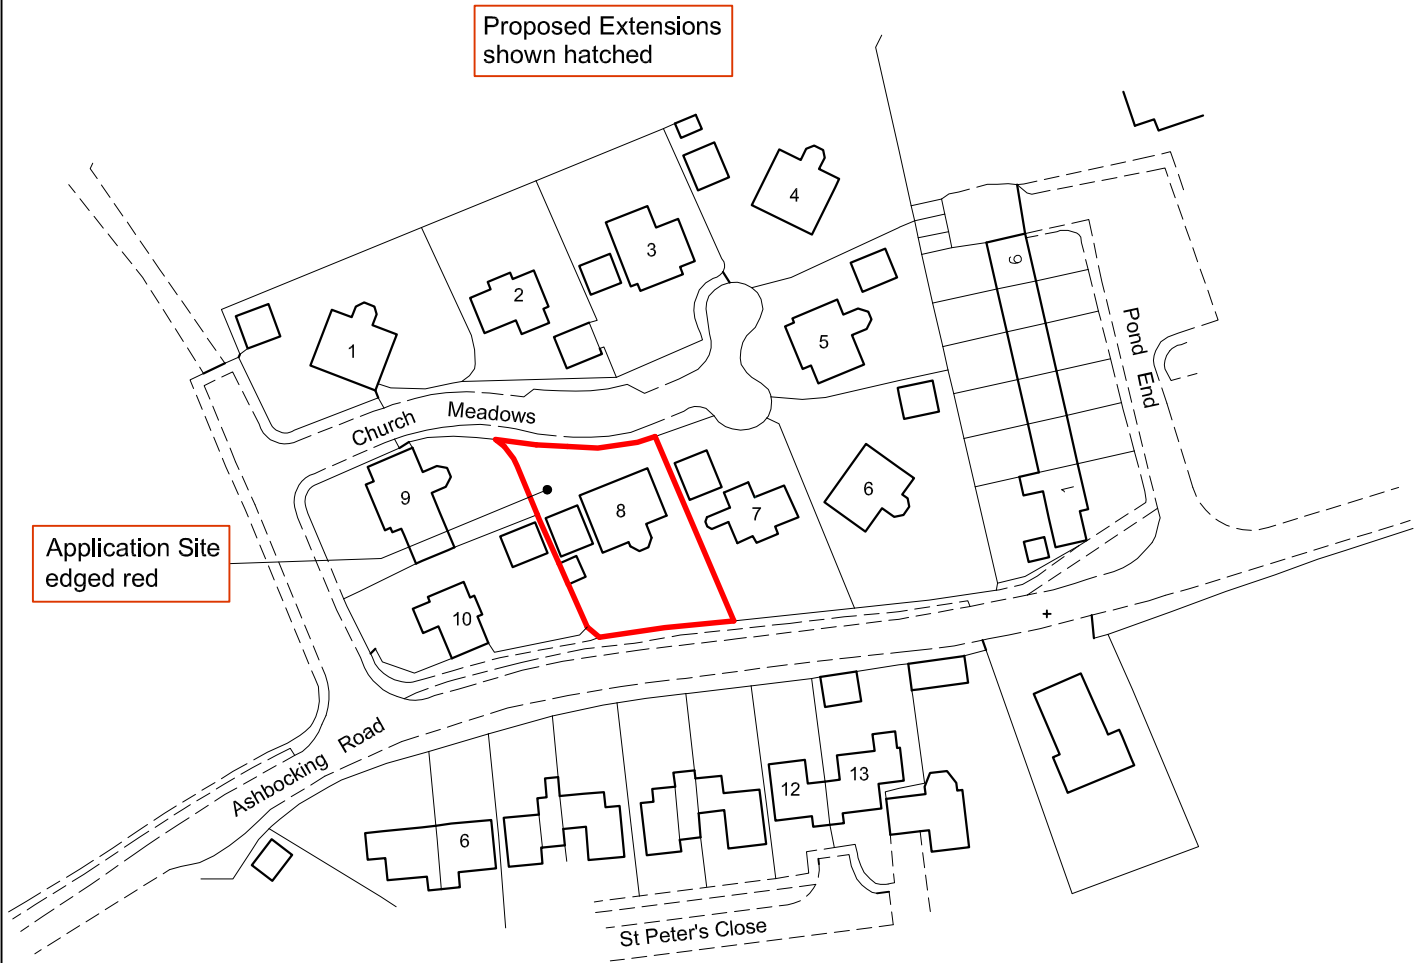 Proposed Extensions
shown hatched
4
3
2
1
5
9
Pond End
Church Meadows
9
8
7
6
1
Application Site
edged red
10
Ashbocking Road
12
13
6
St Peter's Close